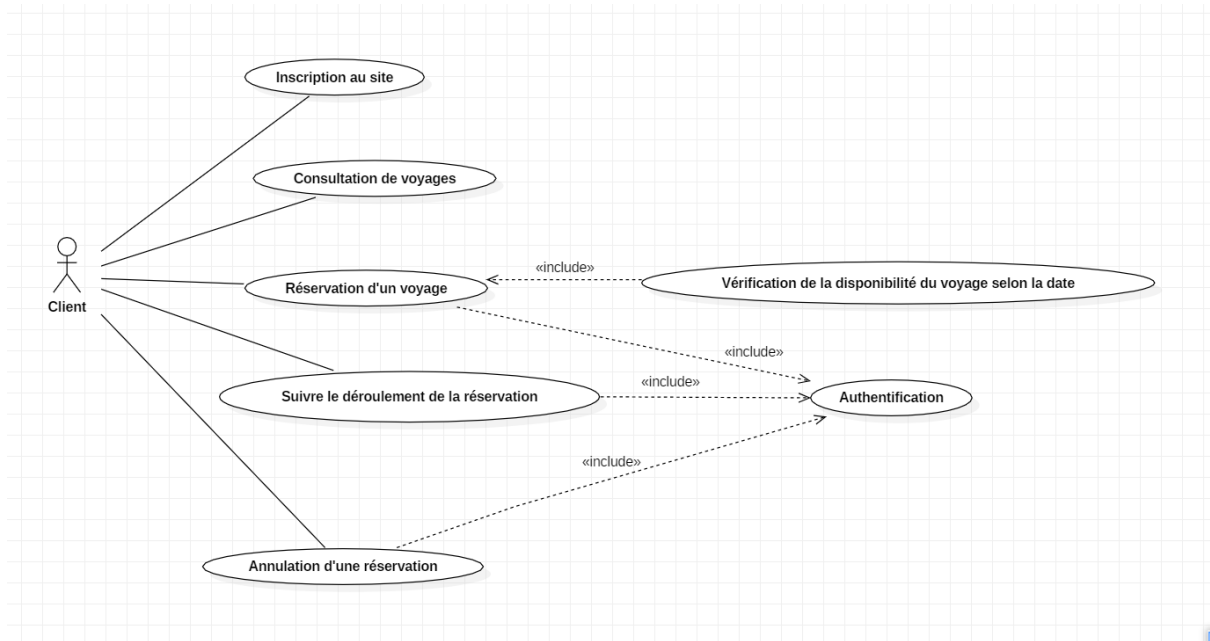 Inscription au site
Consultation de voyages
«include»
Réservation d'un voyage
Vérification de la disponibilité du voyage selon la date
Client
«include»
«include»
Suivre le déroulement de la réservation
Authentification
«include»
Annulation d'une réservation